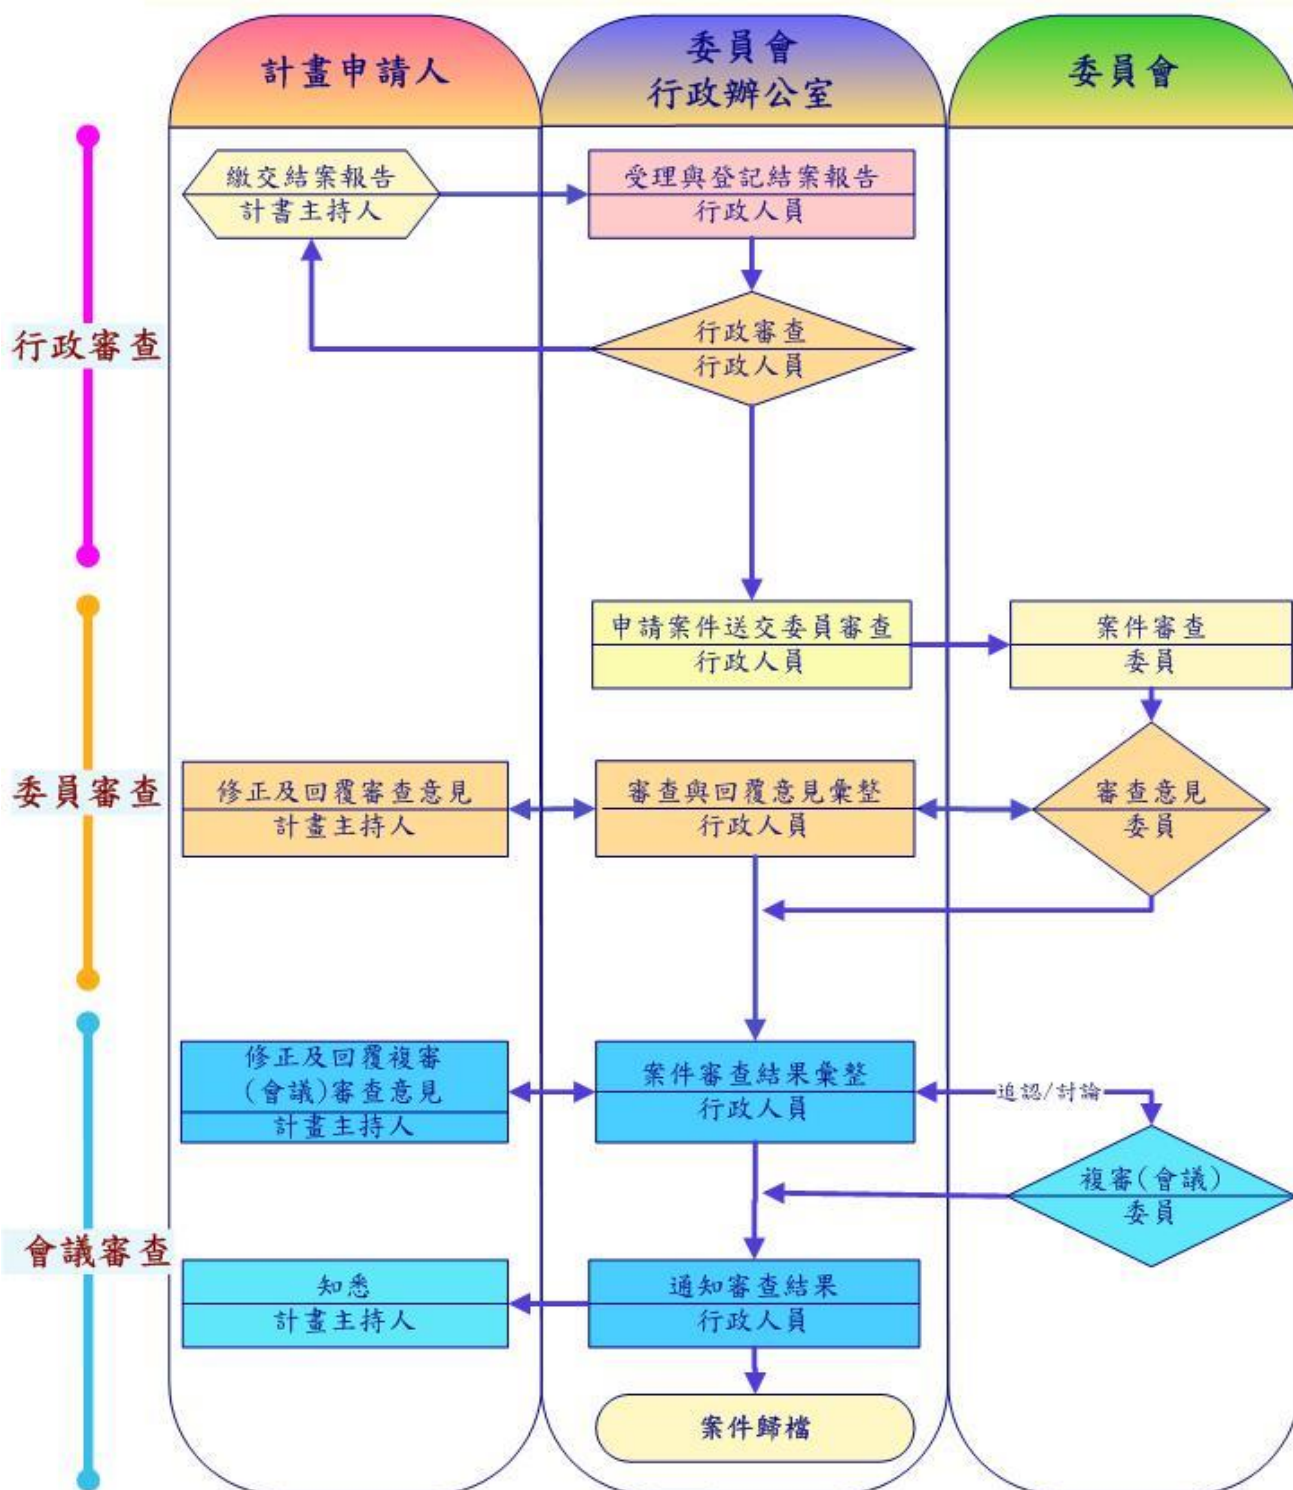 計畫申請人
委員會
行政辦公室
委員會
行政審查
繳交結案報告
計書主持人
受理與登記結案報告
行政人員
行政審查
行政人員
委員審查
申請案件送交委員審查
行政人員
案件審查
委員
修正及回覆審查意見
計畫主持人
審查與回覆意見彙整
行政人員
審查意見
委員
會議審查
修正及回覆複審
(會議)審查意見
計畫主持人
案件審查結果彙整
行政人員
追認/討論
複審(會議)
委員
知悉
計畫主持人
通知審查結果
行政人員
案件歸檔